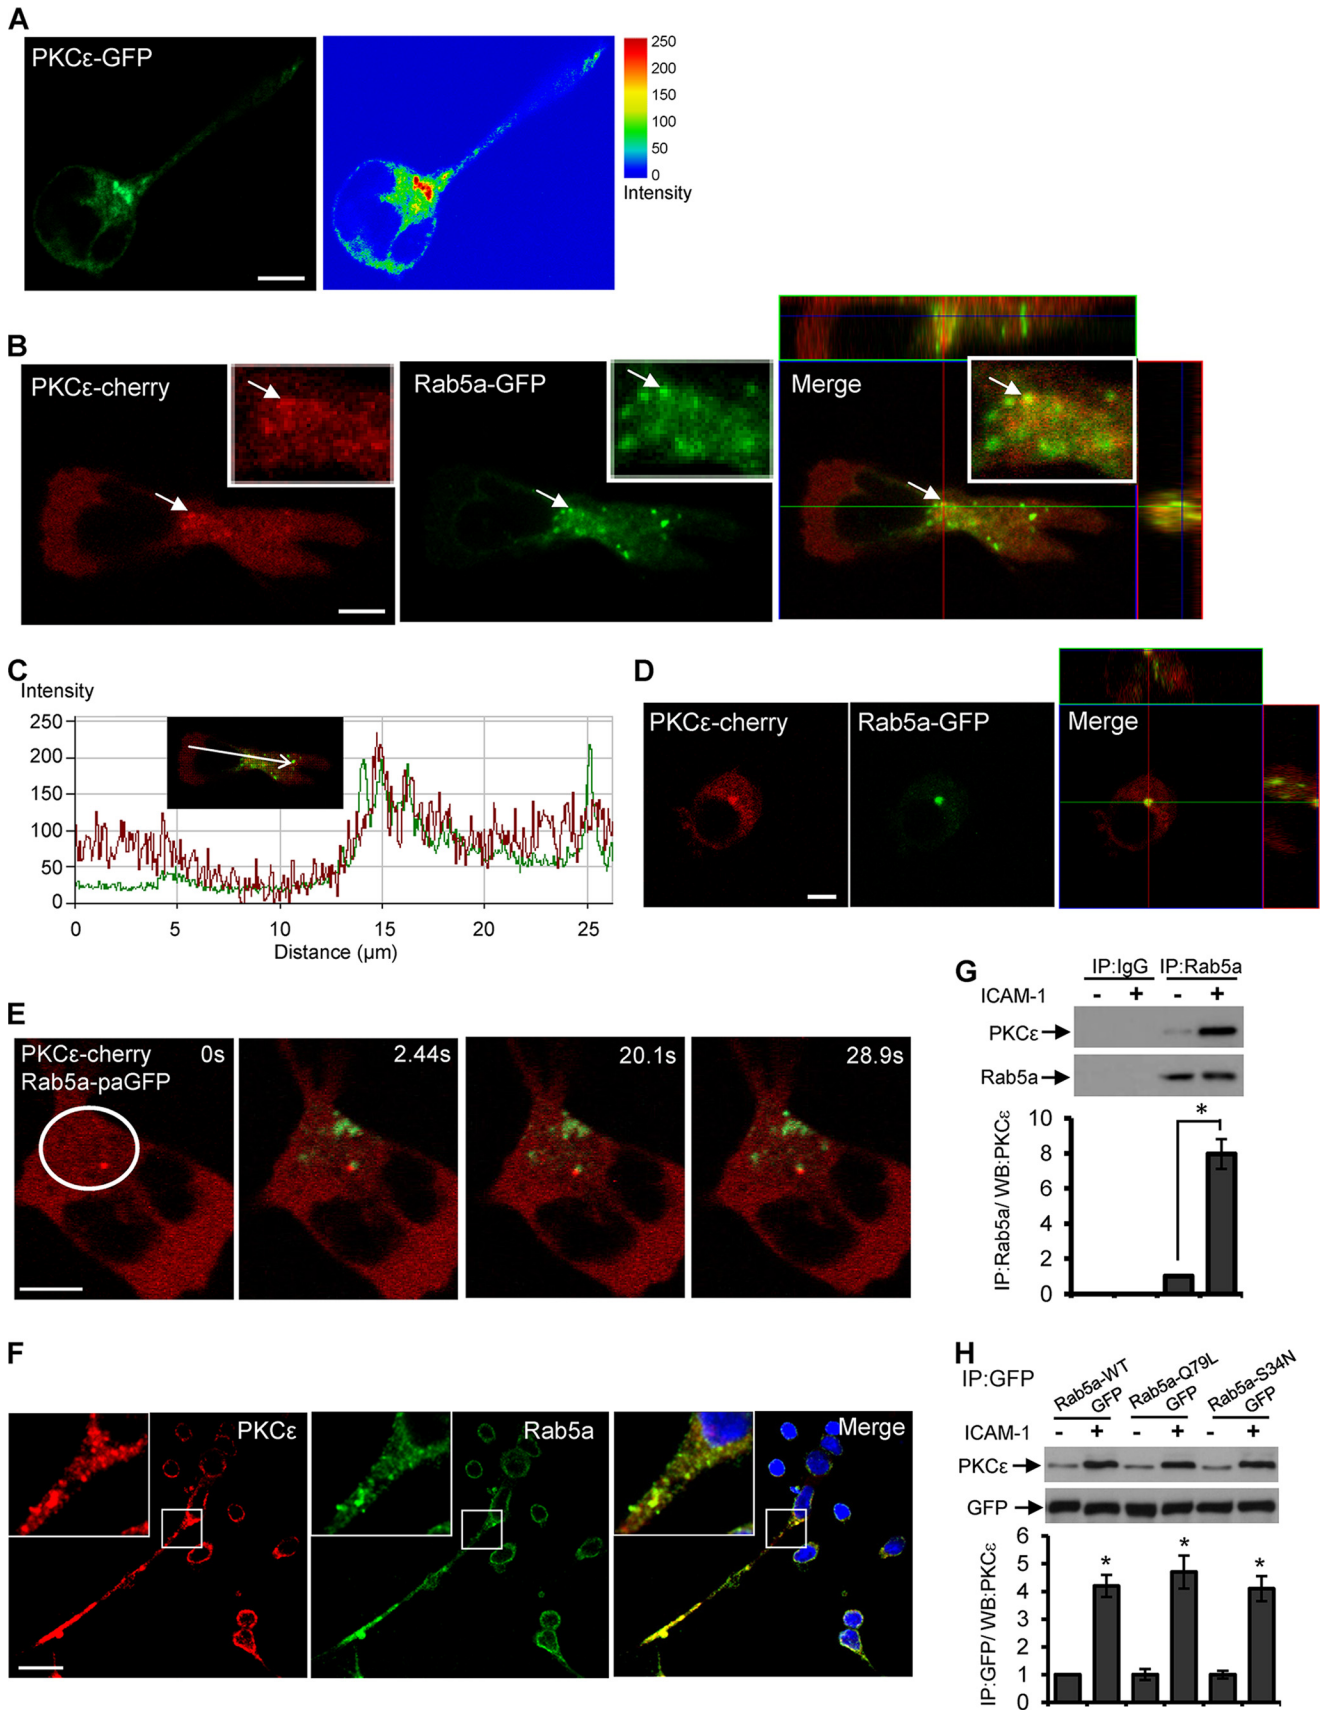 A
PKCε-GFP
250
200
150
100
50
0
Intensity
B
PKCε-cherry
Rab5a-GFP
Merge
C
Intensity
250
200
150
100
50
0
0 5 10 15 20 25
Distance (µm)
D
PKCε-cherry
Rab5a-GFP
Merge
E
PKCε-cherry 0s
Rab5a-paGFP
2.44s
20.1s
28.9s
F
PKCε
Rab5a
Merge
G
IP:IgG IP:Rab5a
ICAM-1 - + - +
PKCε
Rab5a
*
10
8
6
4
2
0
IP:Rab5a/ WB:PKCε
H
IP:GFP
Rab5a-WT GFP
Rab5a-Q79L GFP
Rab5a-S34N GFP
ICAM-1 - + - + - +
PKCε
GFP
6
5
4
3
2
1
0
* * *
IP:GFP/ WB:PKCε